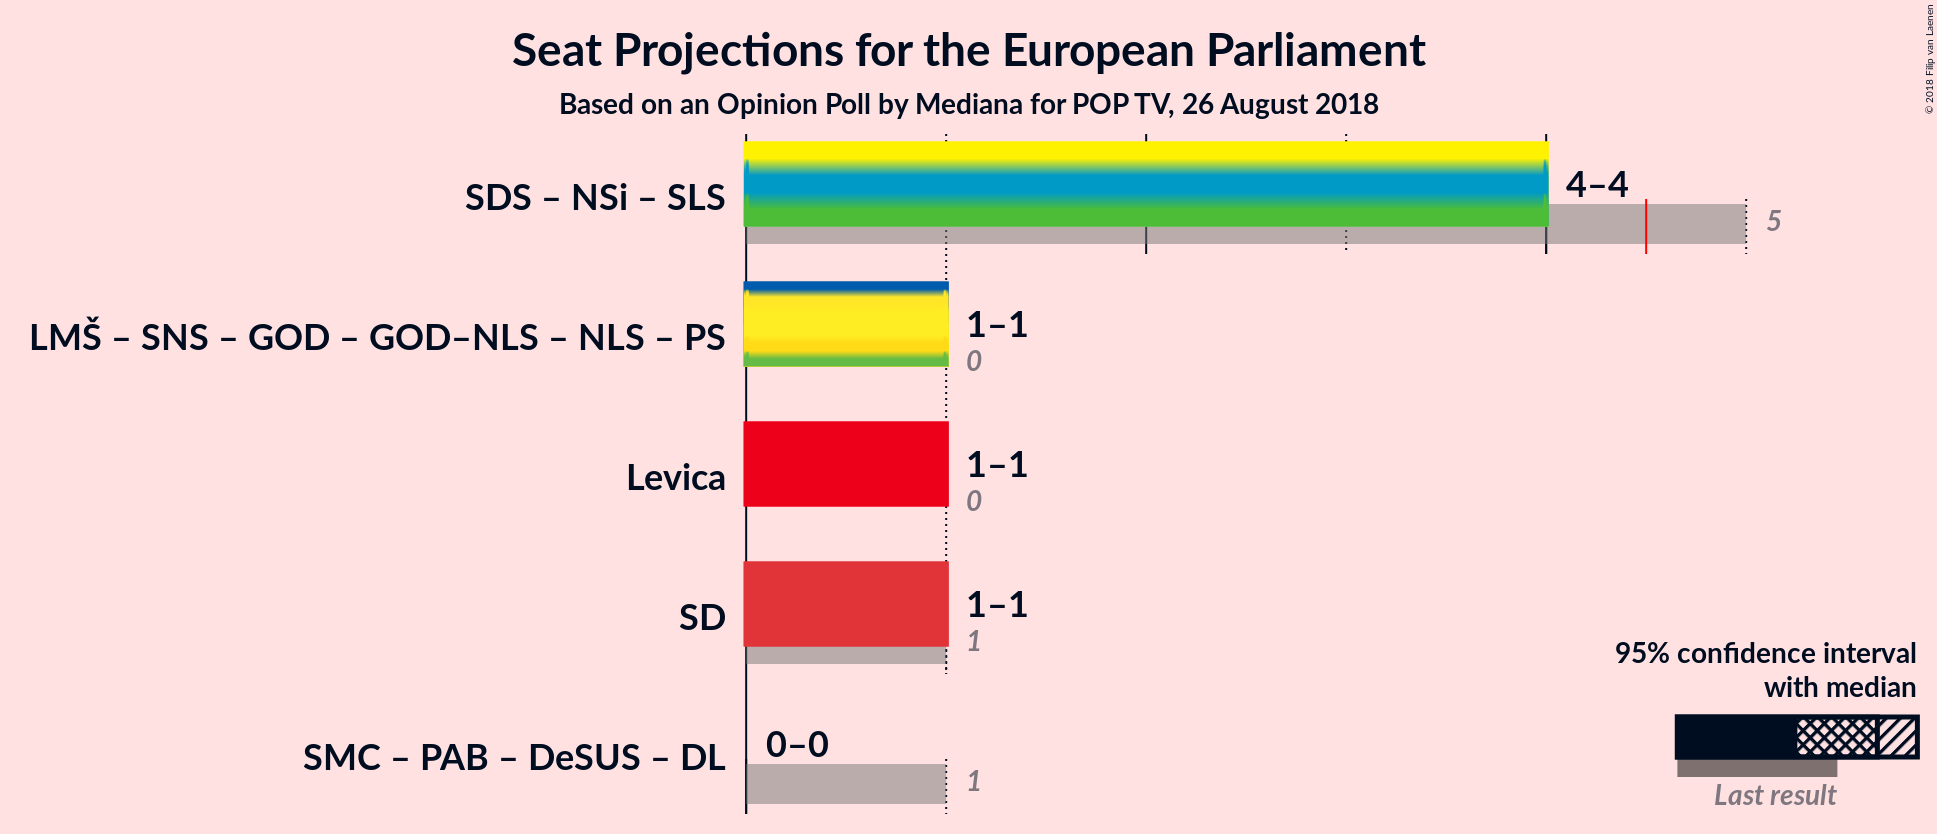 Seat Projections for the European Parliament
Based on an Opinion Poll by Mediana for POP TV, 26 August 2018
© 2018 Filip van Laenen
SDS – NSi – SLS
4–4
5
LMŠ – SNS – GOD – GOD–NLS – NLS – PS
1–1
0
Levica
1–1
0
SD
1–1
1
SMC – PAB – DeSUS – DL
0–0
1
95% confidence interval
with median
Last result